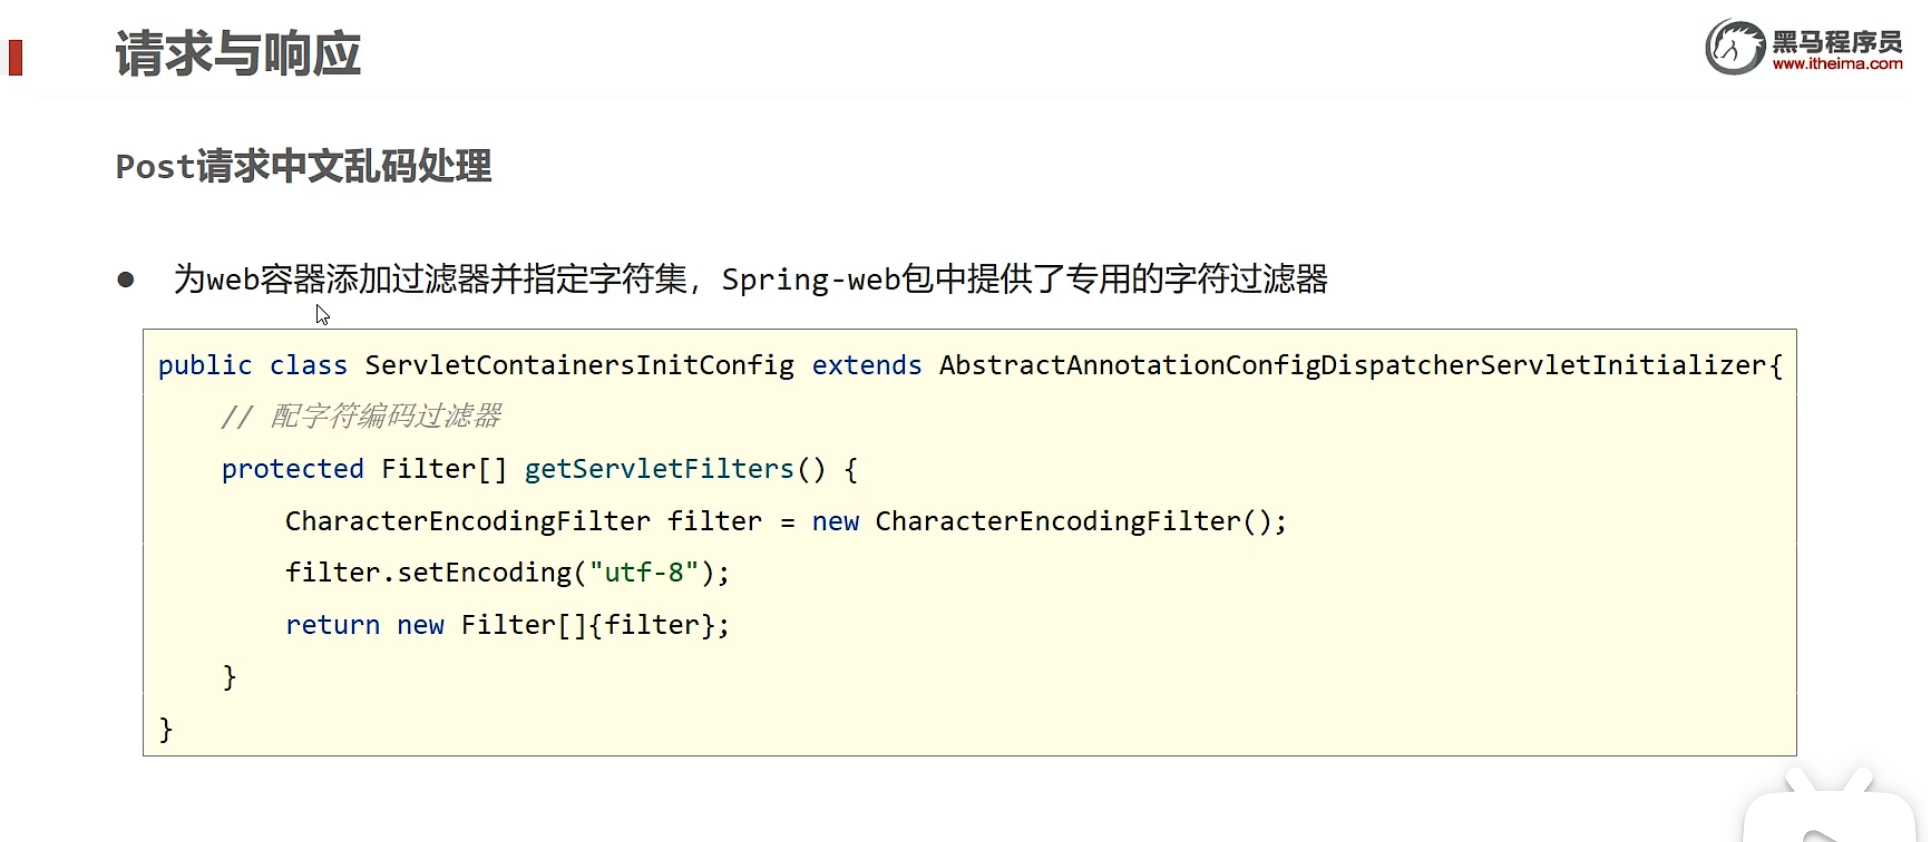 请求与响应
黑马程序员
www.itheima.com
Post请求中文乱码处理
● 为web容器添加过滤器并指定字符集，Spring-web包中提供了专用的字符过滤器
public class ServletContainersInitConfig extends AbstractAnnotationConfigDispatcherServletInitializer{
    // 配字符编码过滤器
    protected Filter[] getServletFilters() {
        CharacterEncodingFilter filter = new CharacterEncodingFilter();
        filter.setEncoding("utf-8");
        return new Filter[]{filter};
    }
}